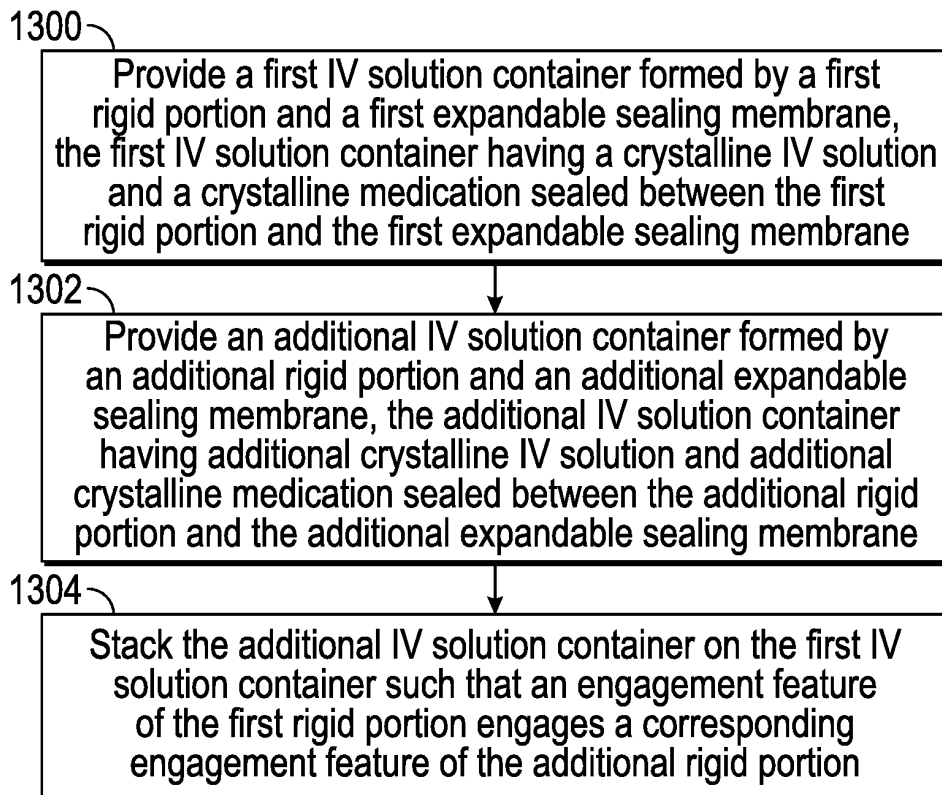 1300
Provide a first IV solution container formed by a first
rigid portion and a first expandable sealing membrane,
the first IV solution container having a crystalline IV solution
and a crystalline medication sealed between the first
rigid portion and the first expandable sealing membrane
1302
Provide an additional IV solution container formed by
an additional rigid portion and an additional expandable
sealing membrane, the additional IV solution container
having additional crystalline IV solution and additional
crystalline medication sealed between the additional rigid
portion and the additional expandable sealing membrane
1304
Stack the additional IV solution container on the first IV
solution container such that an engagement feature
of the first rigid portion engages a corresponding
engagement feature of the additional rigid portion